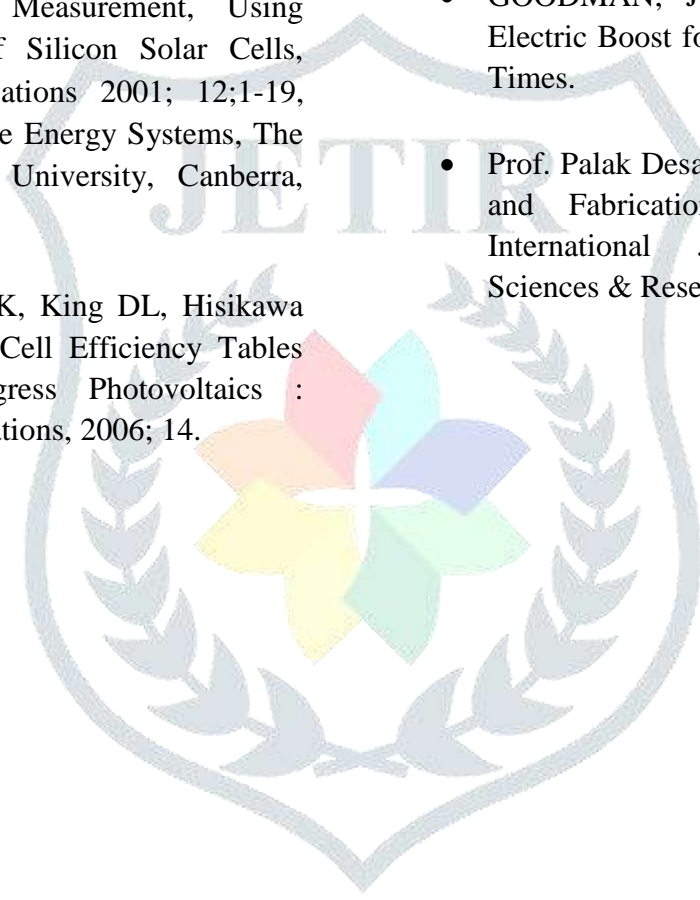 Measurement, Using
f Silicon Solar Cells,
ations 2001; 12;1-19,
e Energy Systems, The
University, Canberra,
K, King DL, Hisikawa
Cell Efficiency Tables
gress Photovoltaics :
ations, 2006; 14.
• GOODMAN, J
Electric Boost fo
Times.
• Prof. Palak Desa
and Fabricatio
International
Sciences & Rese
JETIR